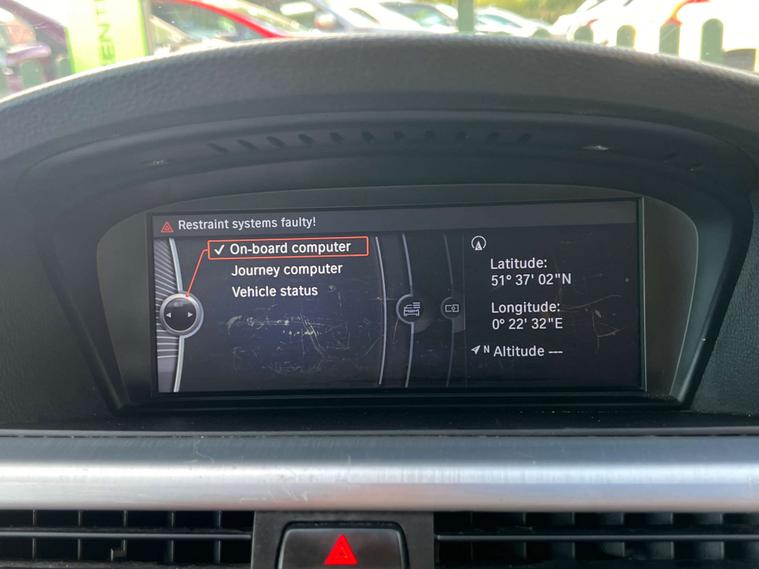 ENT
Restraint systems faulty!
✓ On-board computer
Journey computer
Vehicle status
Latitude:
51° 37' 02"N
Longitude:
0° 22' 32"E
N Altitude ---